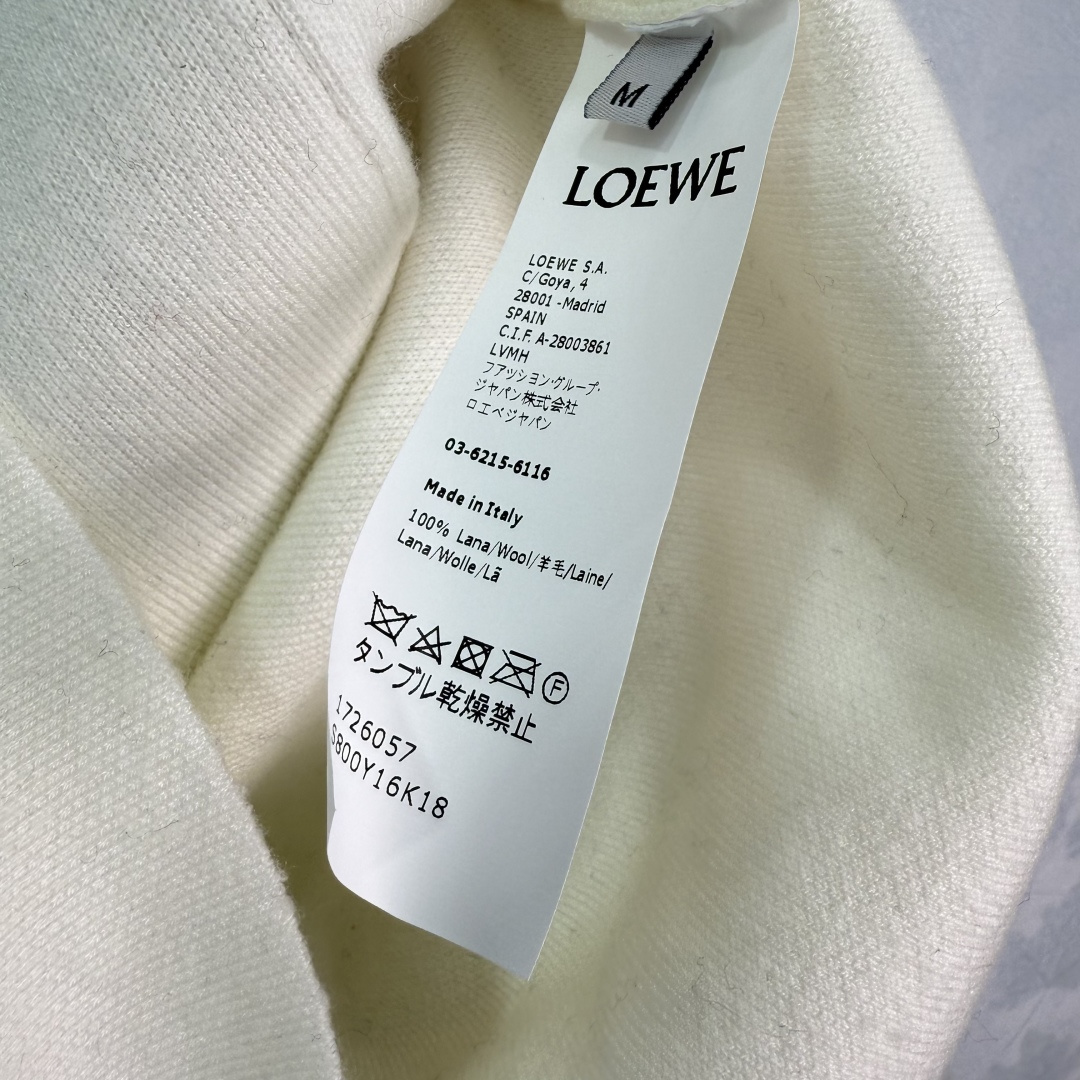 M
LOEWE
LOEWE S.A.
C/Goya, 4
28001 -Madrid
SPAIN
C.I.F. A-28003861
LVMH
フアッション·グループ·
ジャパン株式会社
ロエベジャパン
03-6215-6116
Made in Italy
100% Lana/Wool/羊毛/Laine/
Lana/Wolle/Lã
F
タンブル乾燥禁止
1726057
S800Y16K18